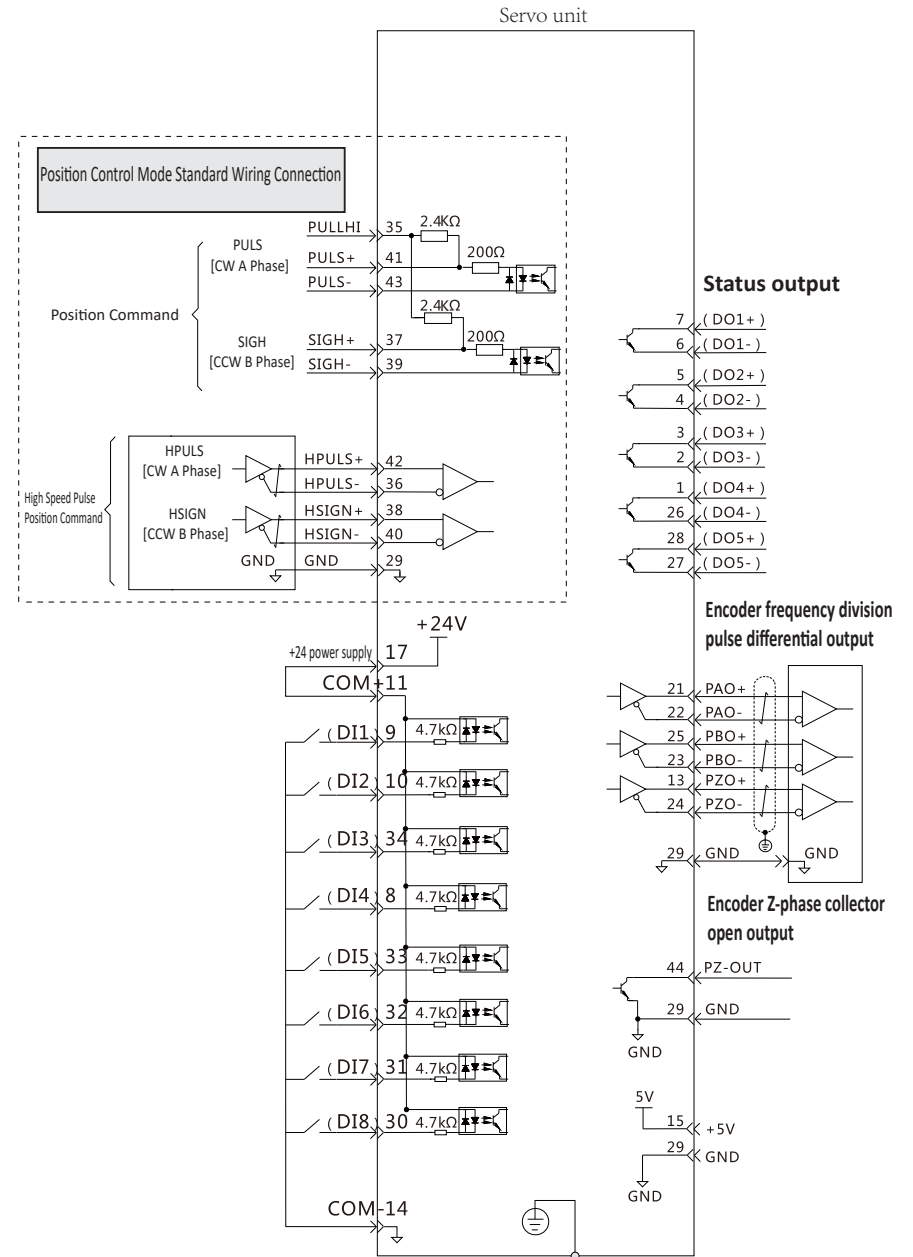 Servo unit
Position Control Mode Standard Wiring Connection
Position Command
PULS
[CW A Phase]
SIGH
[CCW B Phase]
PULLHI 35 2.4KΩ
PULS+ 41 200Ω
PULS- 43
2.4KΩ
SIGH+ 37 200Ω
SIGH- 39
High Speed Pulse
Position Command
HPULS
[CW A Phase]
HSIGN
[CCW B Phase]
GND
HPULS+ 42
HPULS- 36
HSIGN+ 38
HSIGN- 40
GND 29
+24V
+24 power supply 17
COM+11
(DI1) 9 4.7kΩ
(DI2) 10 4.7kΩ
(DI3) 34 4.7kΩ
(DI4) 8 4.7kΩ
(DI5) 33 4.7kΩ
(DI6) 32 4.7kΩ
(DI7) 31 4.7kΩ
(DI8) 30 4.7kΩ
COM-14
Status output
7 (DO1+)
6 (DO1-)
5 (DO2+)
4 (DO2-)
3 (DO3+)
2 (DO3-)
1 (DO4+)
26 (DO4-)
28 (DO5+)
27 (DO5-)
Encoder frequency division
pulse differential output
21 PAO+
22 PAO-
25 PBO+
23 PBO-
13 PZO+
24 PZO-
29 GND GND
Encoder Z-phase collector
open output
44 PZ-OUT
29 GND
GND
5V
15 +5V
29 GND
GND